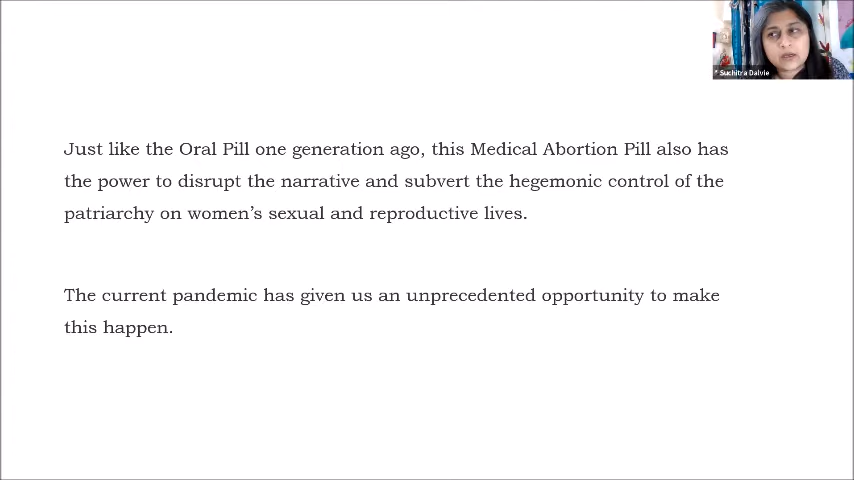 * Suchitra Dalvie
Just like the Oral Pill one generation ago, this Medical Abortion Pill also has
the power to disrupt the narrative and subvert the hegemonic control of the
patriarchy on women’s sexual and reproductive lives.
The current pandemic has given us an unprecedented opportunity to make
this happen.